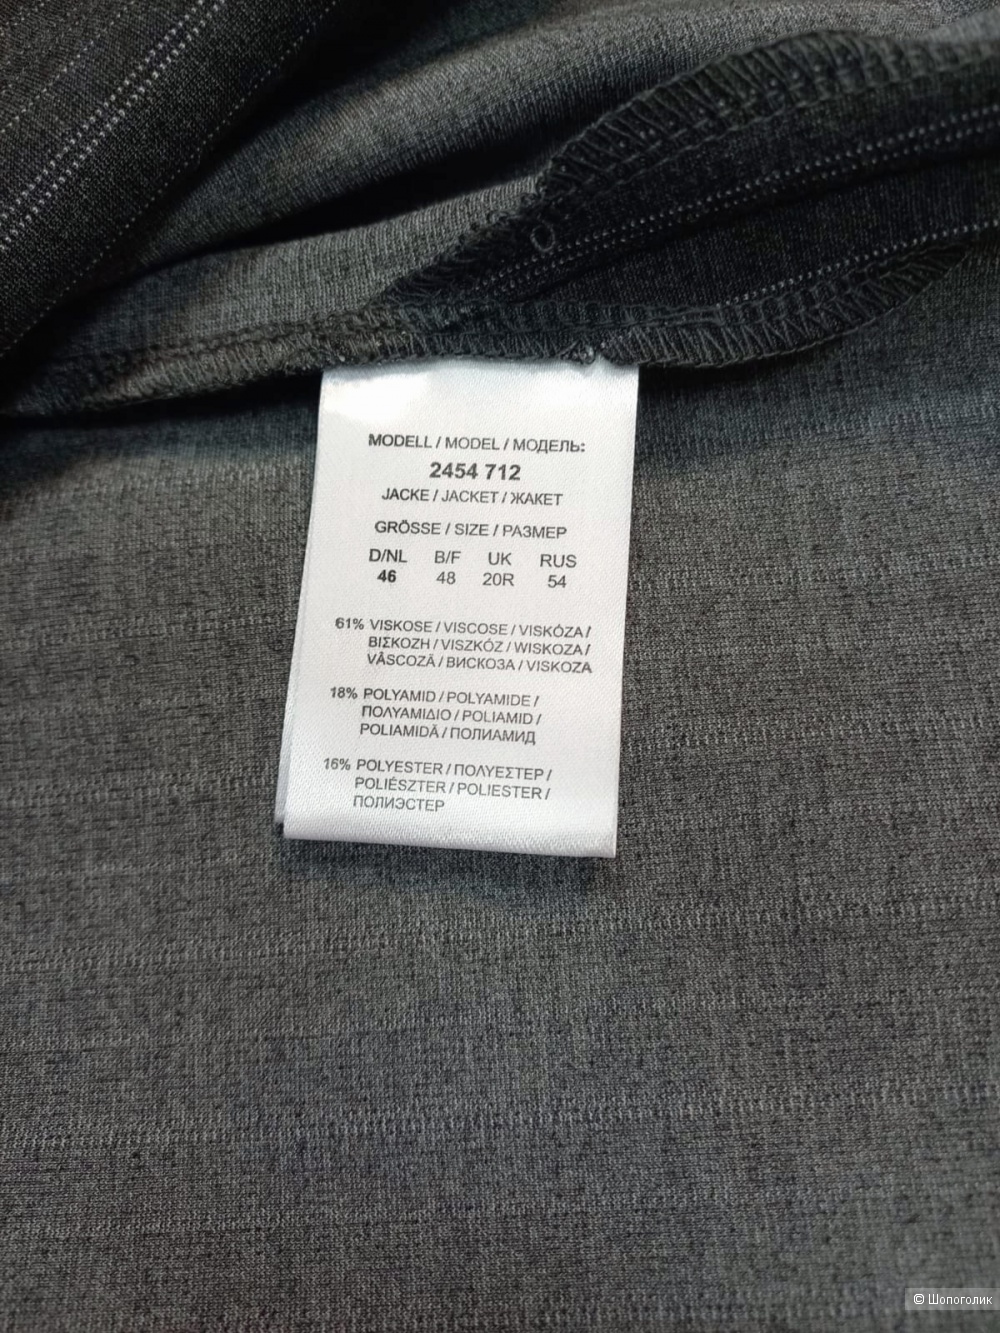 MODELL / MODEL / МОДЕЛЬ:
2454 712
JACKE / JACKET / ЖАКЕТ
GRÖSSE / SIZE / РАЗМЕР
D/NL B/F UK RUS
46 48 20R 54
61% VISKOSE / VISCOSE / VISKÓZA /
ΒΙΣΚΟΖΗ / VISZKÓZ / WISKOZA /
VÂSCOZĂ / ВИСКОЗА / VISKOZA
18% POLYAMID / POLYAMIDE /
ΠΟΛΥΑΜΙΔΙΟ / POLIAMID /
POLIAMIDĂ / ПОЛИАМИД
16% POLYESTER / ΠΟΛΥΕΣΤΕΡ /
POLIÉSZTER / POLIESTER /
ПОЛИЭСТЕР
© Шопоголик